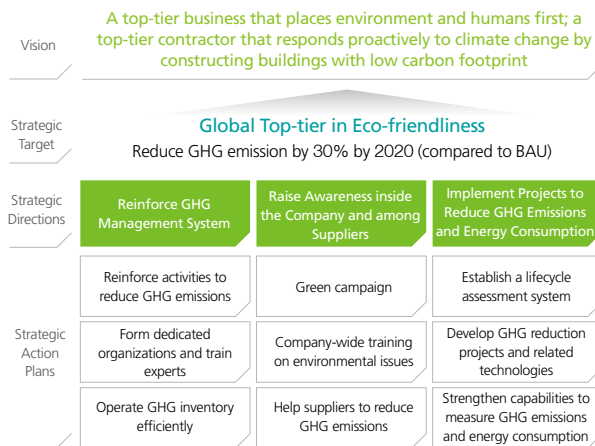 Vision
A top-tier business that places environment and humans first; a
top-tier contractor that responds proactively to climate change by
constructing buildings with low carbon footprint
Strategic
Target
Global Top-tier in Eco-friendliness
Reduce GHG emission by 30% by 2020 (compared to BAU)
Strategic
Directions
Reinforce GHG
Management System
Raise Awareness inside
the Company and among
Suppliers
Implement Projects to
Reduce GHG Emissions
and Energy Consumption
Strategic
Action
Plans
Reinforce activities to
reduce GHG emissions
Green campaign
Establish a lifecycle
assessment system
Form dedicated
organizations and train
experts
Company-wide training
on environmental issues
Develop GHG reduction
projects and related
technologies
Operate GHG inventory
efficiently
Help suppliers to reduce
GHG emissions
Strengthen capabilities to
measure GHG emissions
and energy consumption